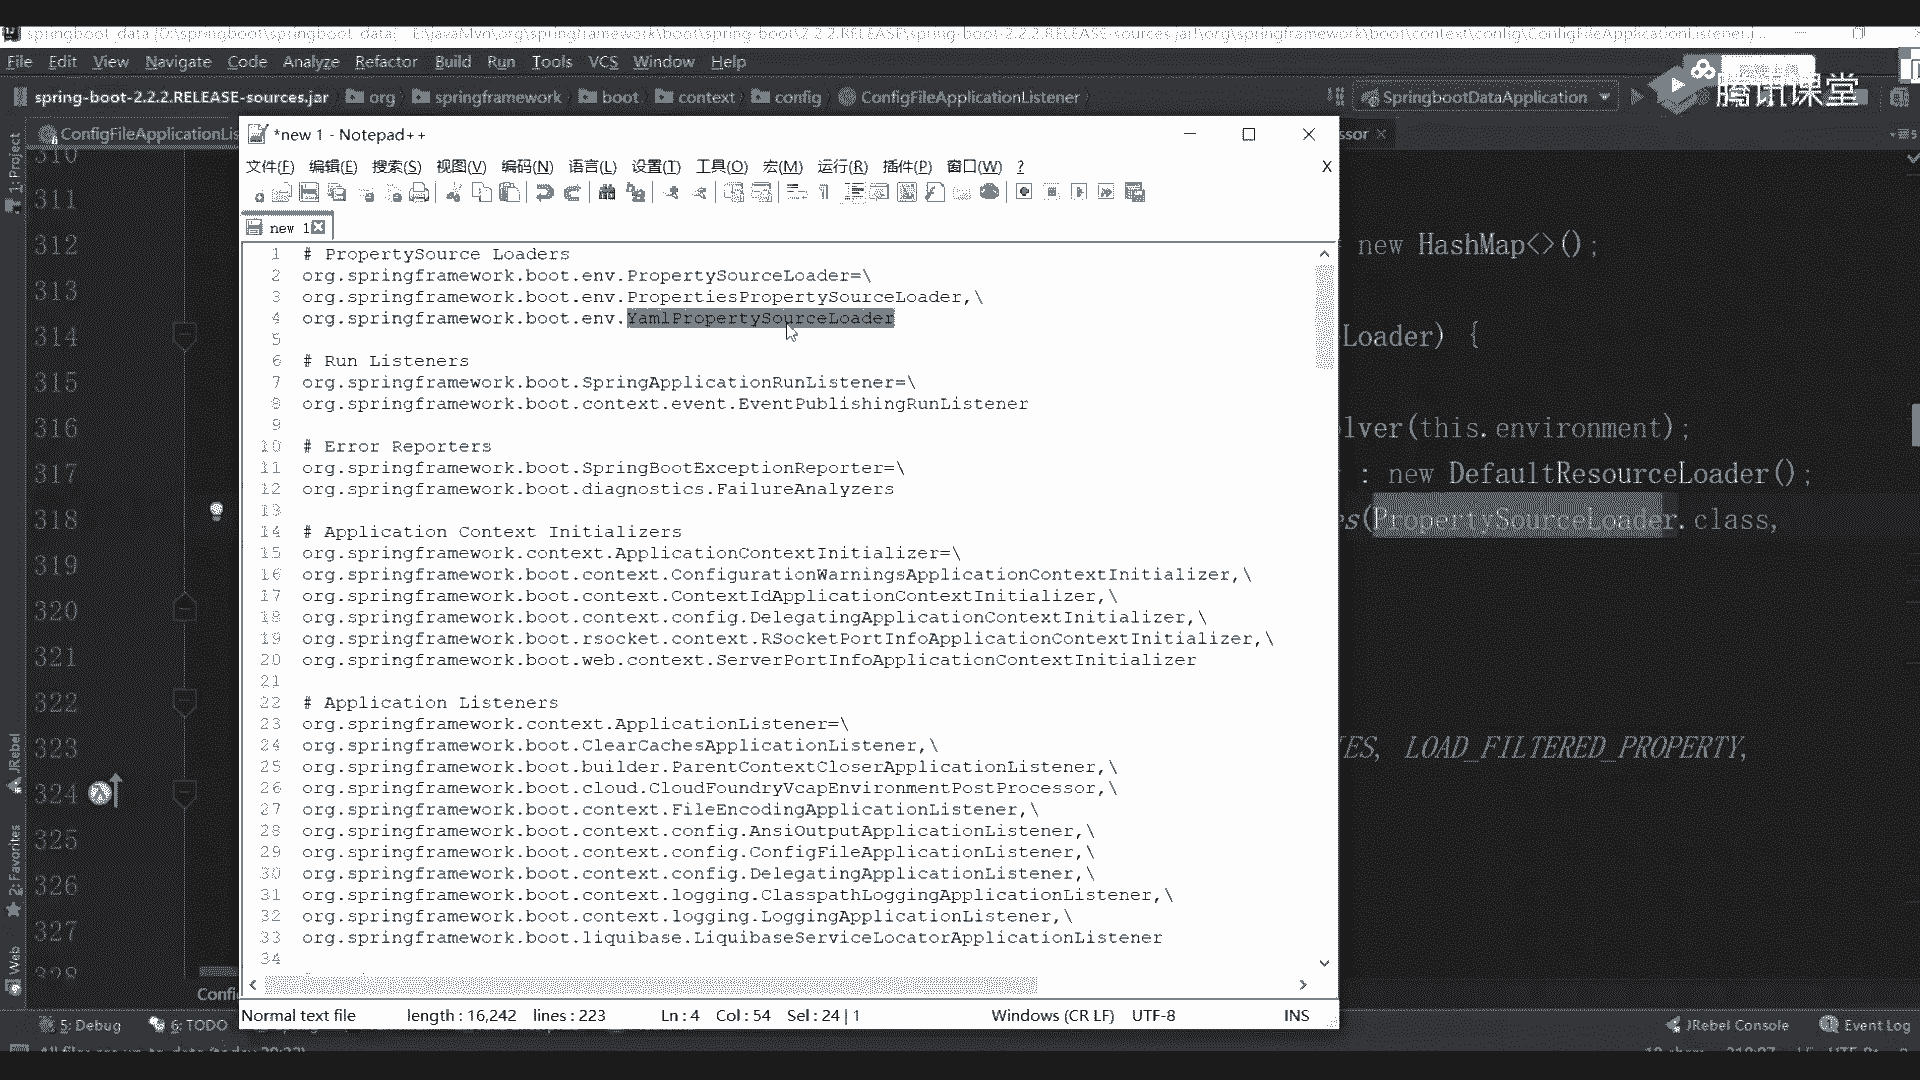 springboot_data [D:\springboot\springboot_data] - E:\javaMvn\org\springframework\boot\spring-boot\2.2.2.RELEASE\spring-boot-2.2.2.RELEASE-sources.jar!\org\springframework\boot\context\config\ConfigFileApplicationListener.j...
File Edit View Navigate Code Analyze Refactor Build Run Tools VCS Window Help
spring-boot-2.2.2.RELEASE-sources.jar org springframework boot context config ConfigFileApplicationListener SpringbootDataApplication
腾讯课堂
ConfigFileApplicationLis
*new 1 - Notepad++
ssor
1: Project
文件(F) 编辑(E) 搜索(S) 视图(V) 编码(N) 语言(L) 设置(T) 工具(O) 宏(M) 运行(R) 插件(P) 窗口(W) ? X
new 1
1 # PropertySource Loaders
2 org.springframework.boot.env.PropertySourceLoader=\
3 org.springframework.boot.env.PropertiesPropertySourceLoader,\
4 org.springframework.boot.env.YamlPropertySourceLoader
5
6 # Run Listeners
7 org.springframework.boot.SpringApplicationRunListener=\
8 org.springframework.boot.context.event.EventPublishingRunListener
9
10 # Error Reporters
11 org.springframework.boot.SpringBootExceptionReporter=\
12 org.springframework.boot.diagnostics.FailureAnalyzers
13
14 # Application Context Initializers
15 org.springframework.context.ApplicationContextInitializer=\
16 org.springframework.boot.context.ConfigurationWarningsApplicationContextInitializer,\
17 org.springframework.boot.context.ContextIdApplicationContextInitializer,\
18 org.springframework.boot.context.config.DelegatingApplicationContextInitializer,\
19 org.springframework.boot.rsocket.context.RSocketPortInfoApplicationContextInitializer,\
20 org.springframework.boot.web.context.ServerPortInfoApplicationContextInitializer
21
22 # Application Listeners
23 org.springframework.context.ApplicationListener=\
24 org.springframework.boot.ClearCachesApplicationListener,\
25 org.springframework.boot.builder.ParentContextCloserApplicationListener,\
26 org.springframework.boot.cloud.CloudFoundryVcapEnvironmentPostProcessor,\
27 org.springframework.boot.context.FileEncodingApplicationListener,\
28 org.springframework.boot.context.config.AnsiOutputApplicationListener,\
29 org.springframework.boot.context.config.ConfigFileApplicationListener,\
30 org.springframework.boot.context.config.DelegatingApplicationListener,\
31 org.springframework.boot.context.logging.ClasspathLoggingApplicationListener,\
32 org.springframework.boot.context.logging.LoggingApplicationListener,\
33 org.springframework.boot.liquibase.LiquibaseServiceLocatorApplicationListener
34
Normal text file length : 16,242 lines : 223 Ln : 4 Col : 54 Sel : 24 | 1 Windows (CR LF) UTF-8 INS
310
311
312 new HashMap<>();
313
314 Loader) {
315
316 lver(this.environment);
317 : new DefaultResourceLoader();
318 es(PropertySourceLoader.class,
319
320
321
322
323 IES, LOAD_FILTERED_PROPERTY,
324
325
326
327
328
JRebel
2: Favorites
Web
Confi
5: Debug 6: TODO JRebel Console Event Log